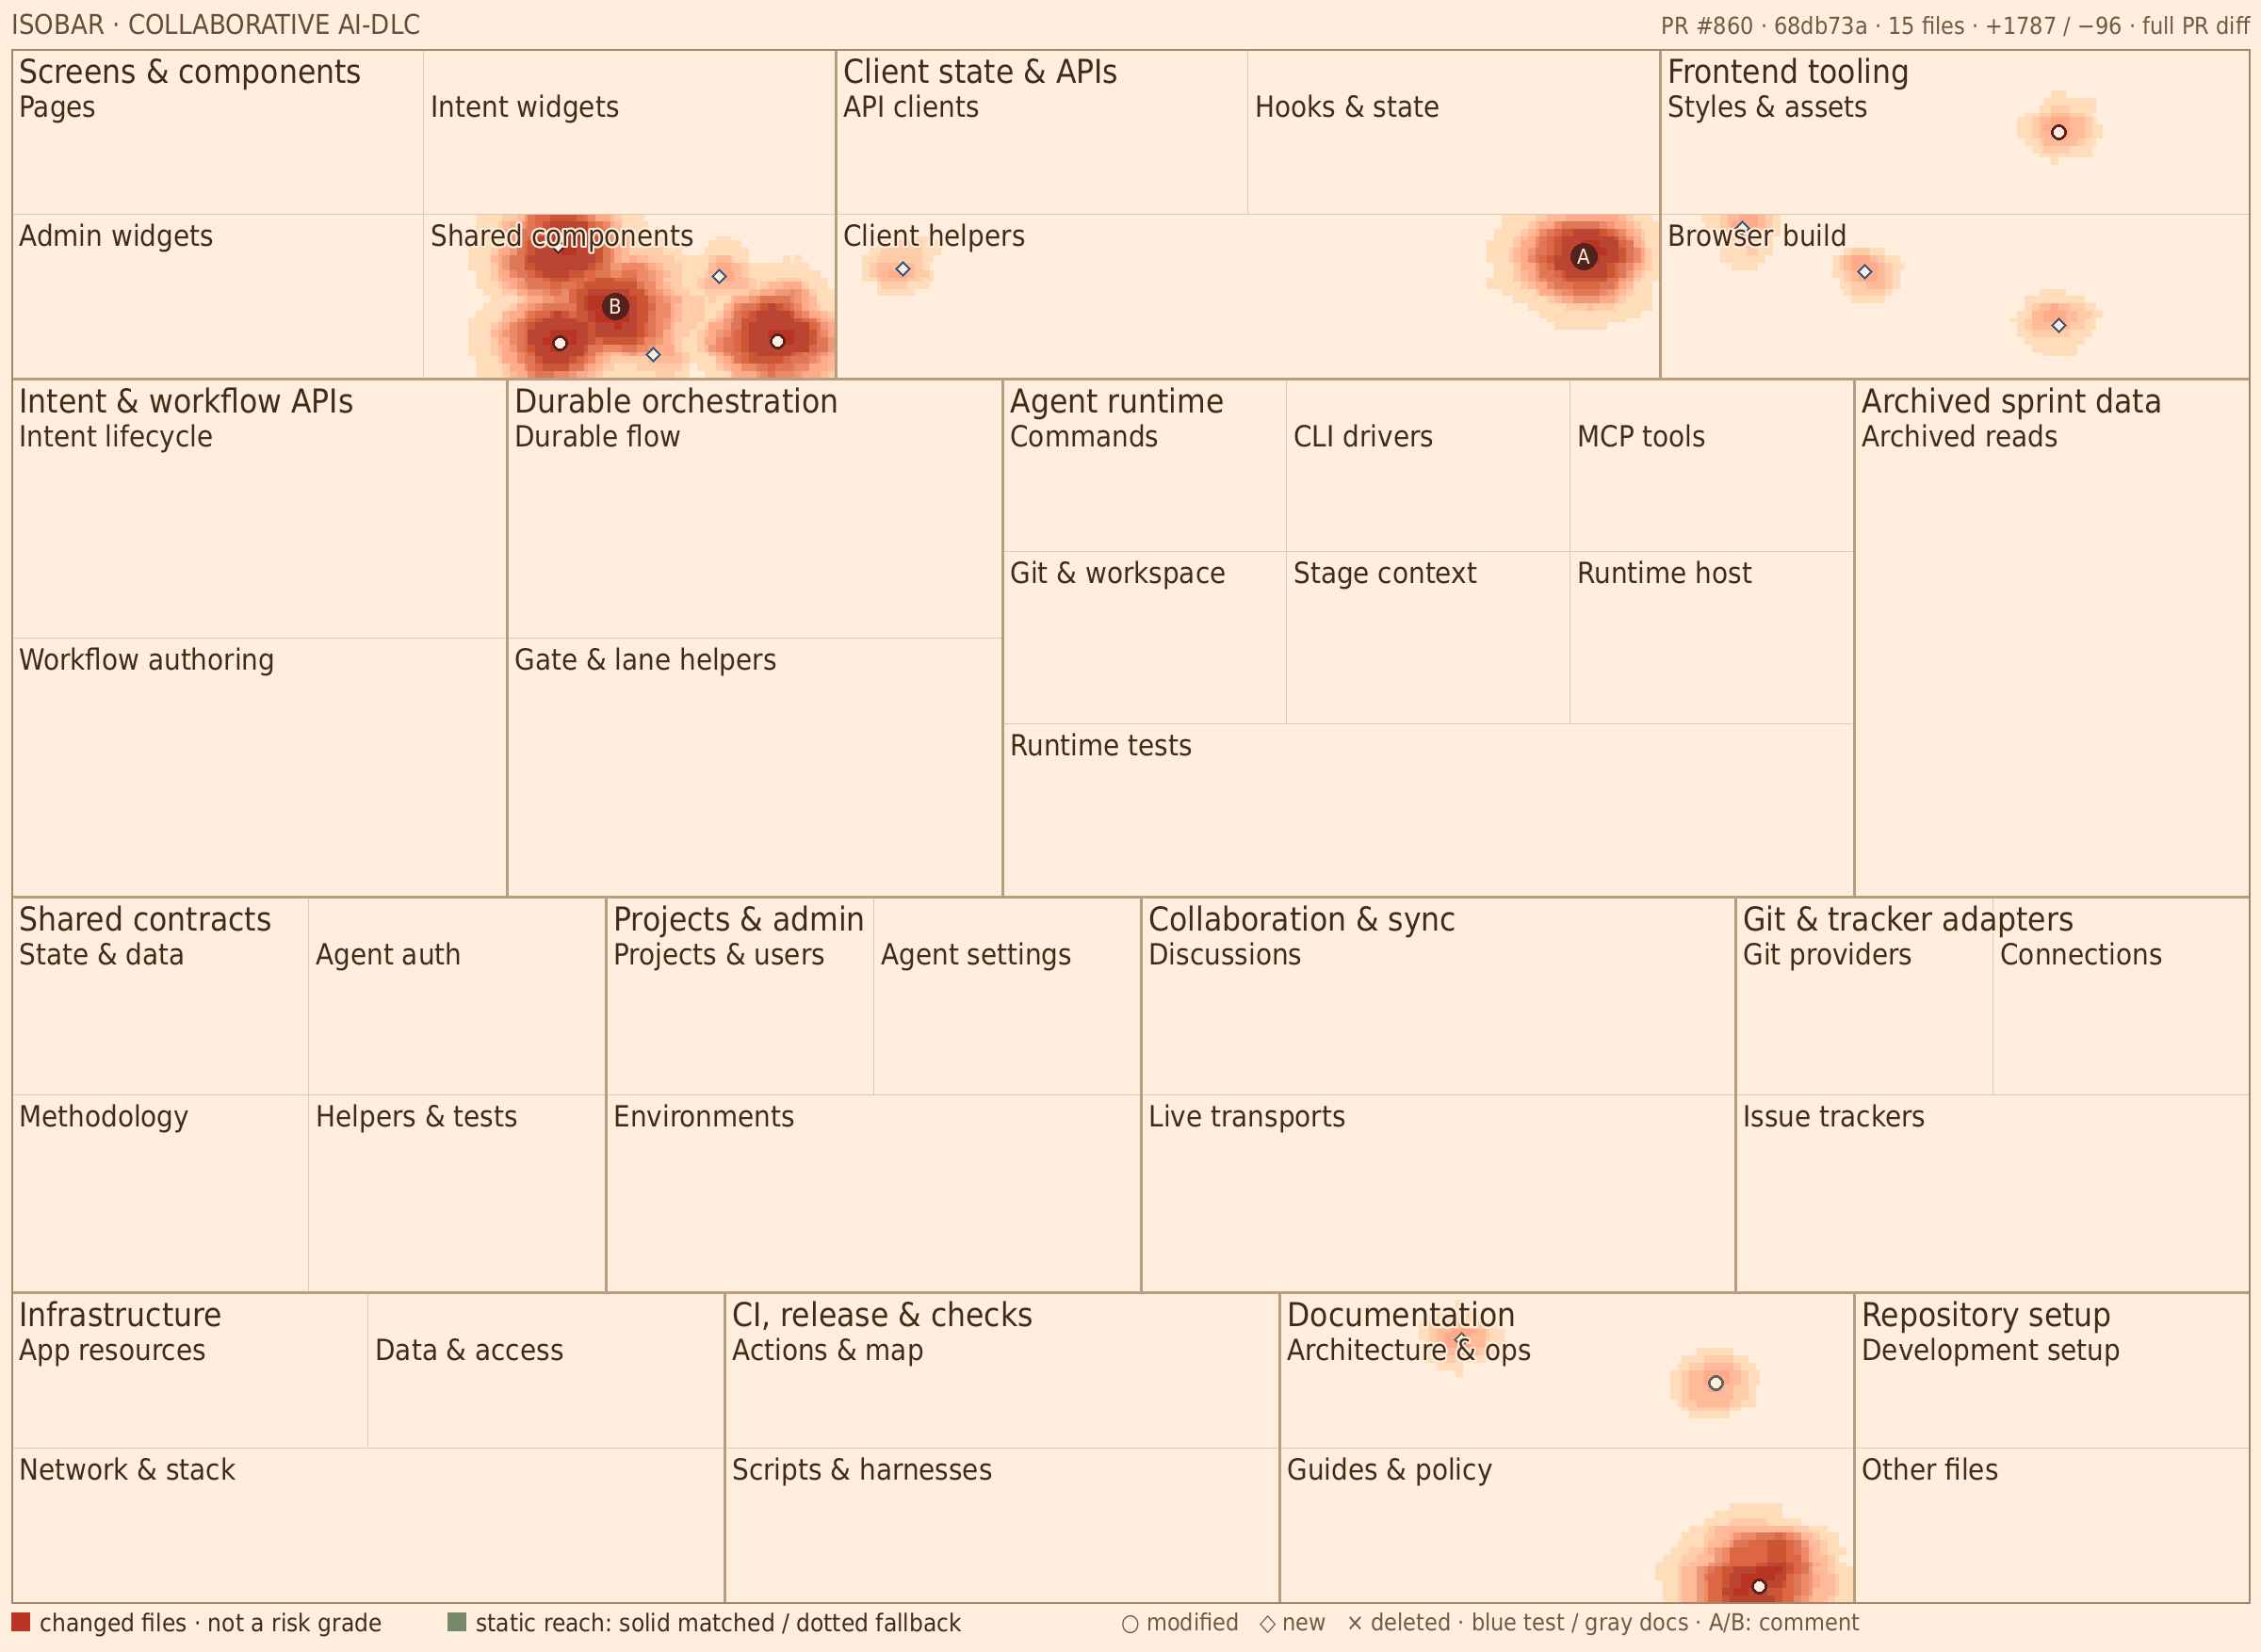 ISOBAR · COLLABORATIVE AI-DLC
PR #860 · 68db73a · 15 files · +1787 / −96 · full PR diff
Screens & components
Pages
Intent widgets
Client state & APIs
API clients
Hooks & state
Frontend tooling
Styles & assets
Admin widgets
Shared components
Client helpers
Browser build
A
B
Intent & workflow APIs
Intent lifecycle
Durable orchestration
Durable flow
Agent runtime
Commands
CLI drivers
MCP tools
Archived sprint data
Archived reads
Git & workspace
Stage context
Runtime host
Workflow authoring
Gate & lane helpers
Runtime tests
Shared contracts
State & data
Agent auth
Projects & admin
Projects & users
Agent settings
Collaboration & sync
Discussions
Git & tracker adapters
Git providers
Connections
Methodology
Helpers & tests
Environments
Live transports
Issue trackers
Infrastructure
App resources
Data & access
CI, release & checks
Actions & map
Documentation
Architecture & ops
Repository setup
Development setup
Network & stack
Scripts & harnesses
Guides & policy
Other files
changed files · not a risk grade
static reach: solid matched / dotted fallback
○ modified ◇ new × deleted · blue test / gray docs · A/B: comment